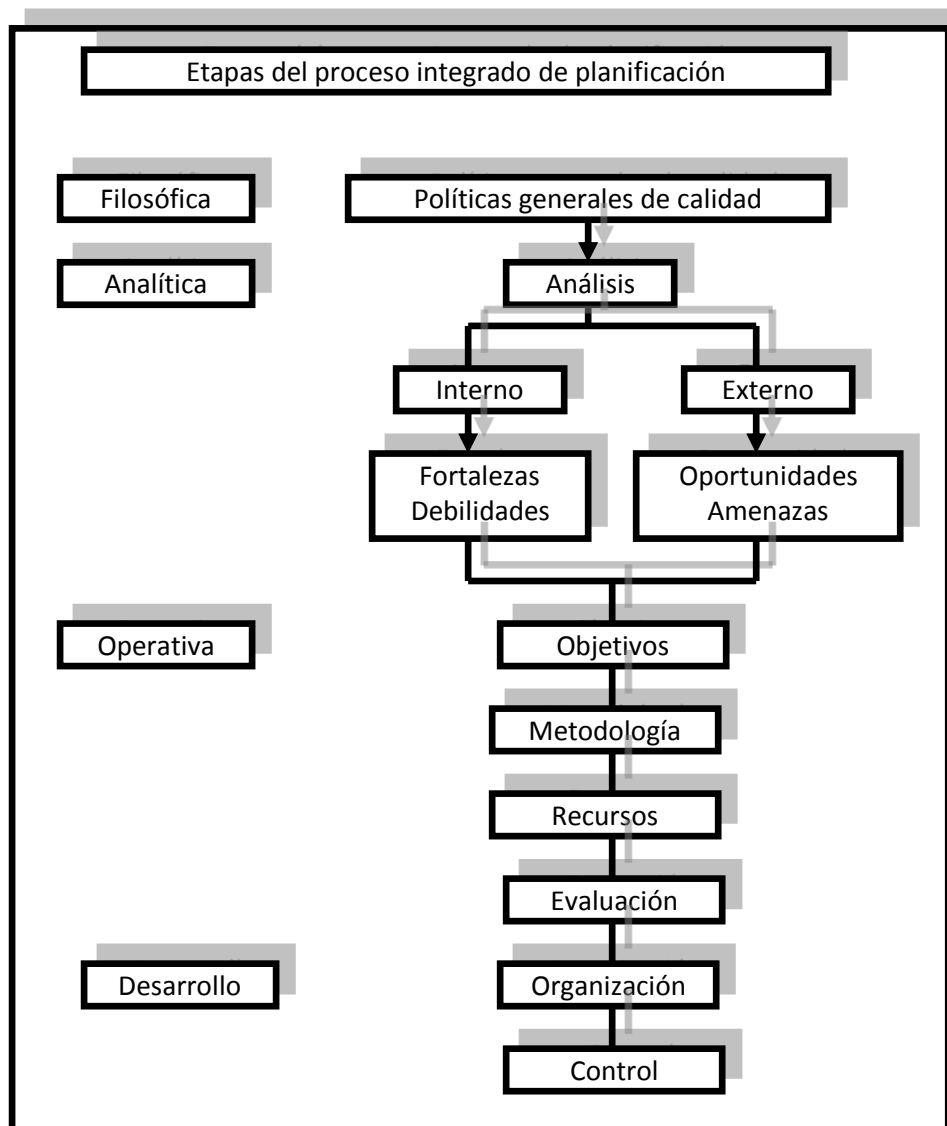 Etapas del proceso integrado de planificación
Filosófica
Políticas generales de calidad
Analítica
Análisis
Interno
Externo
Fortalezas
Debilidades
Oportunidades
Amenazas
Operativa
Objetivos
Metodología
Recursos
Evaluación
Desarrollo
Organización
Control